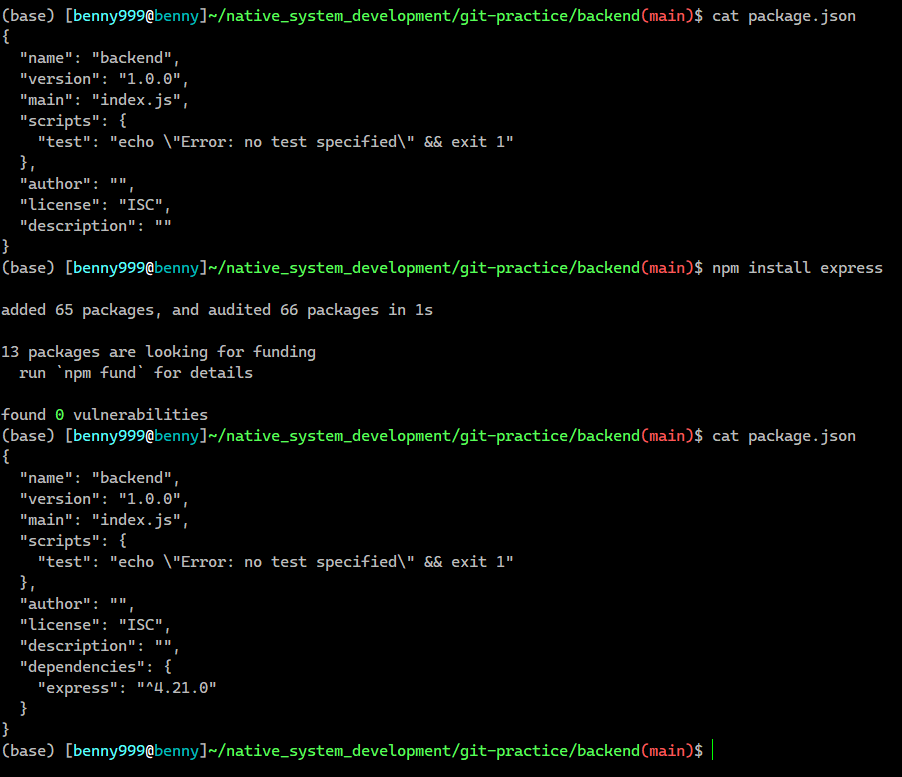 (base) [benny999@benny]~/native_system_development/git-practice/backend(main)$ cat package.json
{
  "name": "backend",
  "version": "1.0.0",
  "main": "index.js",
  "scripts": {
    "test": "echo \"Error: no test specified\" && exit 1"
  },
  "author": "",
  "license": "ISC",
  "description": ""
}
(base) [benny999@benny]~/native_system_development/git-practice/backend(main)$ npm install express

added 65 packages, and audited 66 packages in 1s

13 packages are looking for funding
  run `npm fund` for details

found 0 vulnerabilities
(base) [benny999@benny]~/native_system_development/git-practice/backend(main)$ cat package.json
{
  "name": "backend",
  "version": "1.0.0",
  "main": "index.js",
  "scripts": {
    "test": "echo \"Error: no test specified\" && exit 1"
  },
  "author": "",
  "license": "ISC",
  "description": "",
  "dependencies": {
    "express": "^4.21.0"
  }
}
(base) [benny999@benny]~/native_system_development/git-practice/backend(main)$